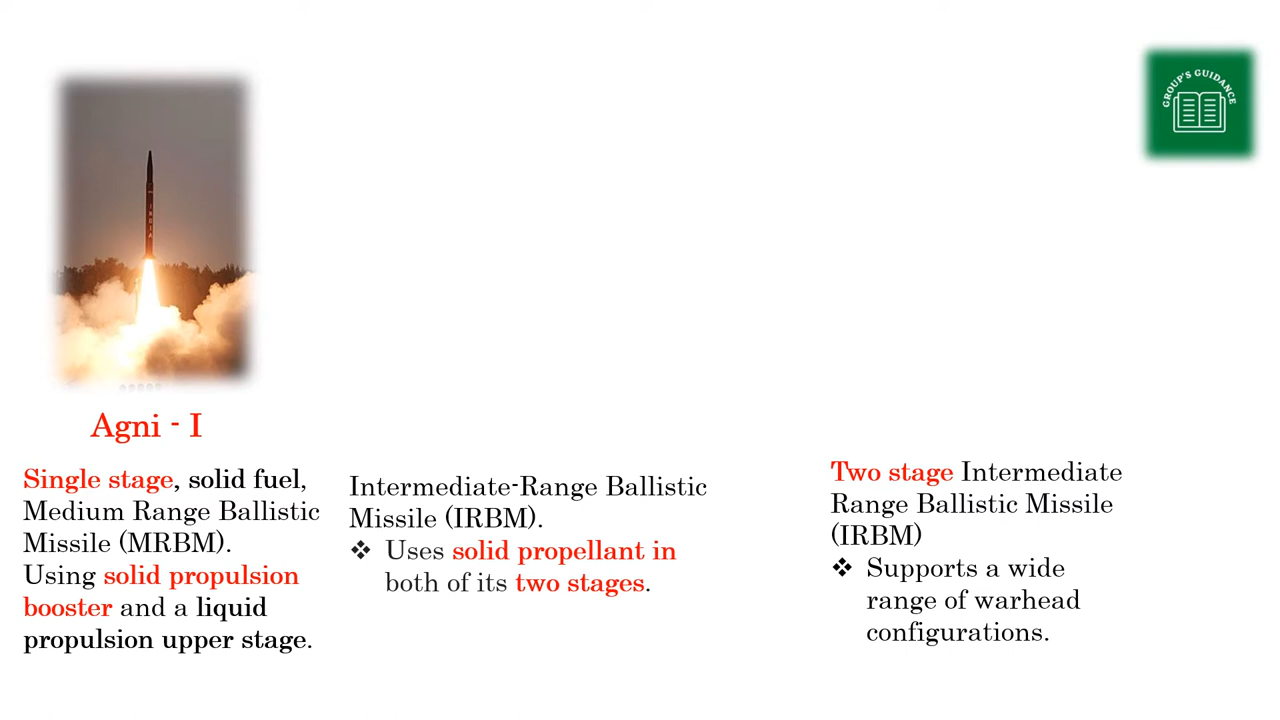 GROUP'S GUIDANCE
INDIA
Agni - I
Single stage, solid fuel,
Medium Range Ballistic
Missile (MRBM).
Using solid propulsion
booster and a liquid
propulsion upper stage.
Intermediate-Range Ballistic
Missile (IRBM).
❖ Uses solid propellant in
both of its two stages.
Two stage Intermediate
Range Ballistic Missile
(IRBM)
❖ Supports a wide
range of warhead
configurations.